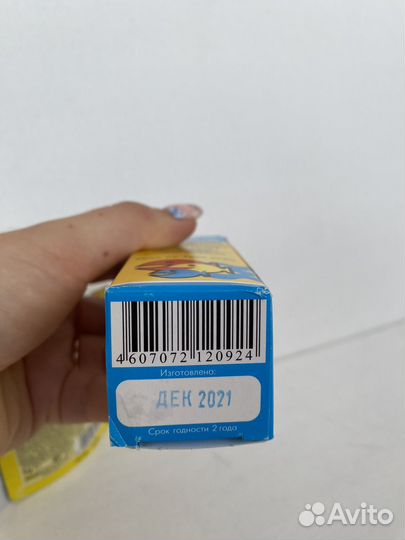 4 607072 120924
Изготовлено:
ДЕК 2021
Срок годности 2 года
Avito